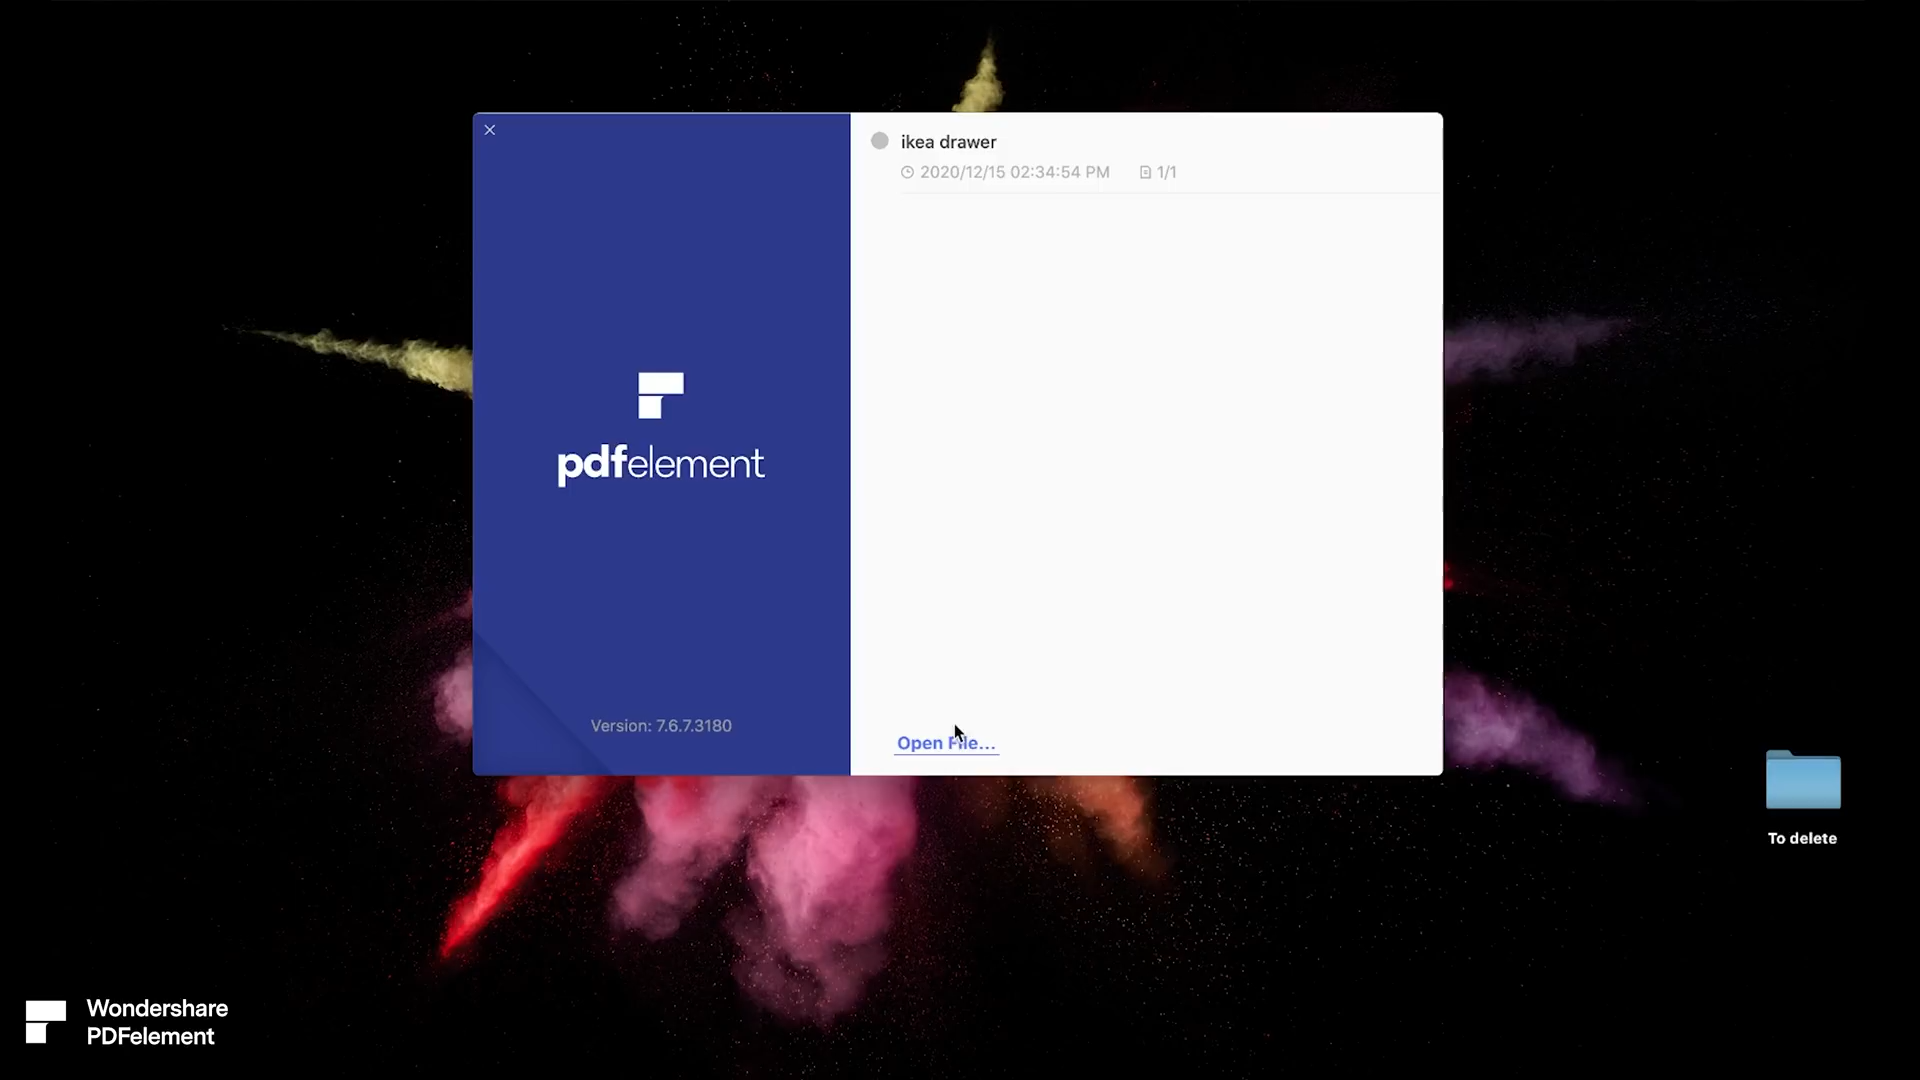 ikea drawer
2020/12/15 02:34:54 PM 1/1
pdfelement
Version: 7.6.7.3180
Open File...
To delete
Wondershare
PDFelement